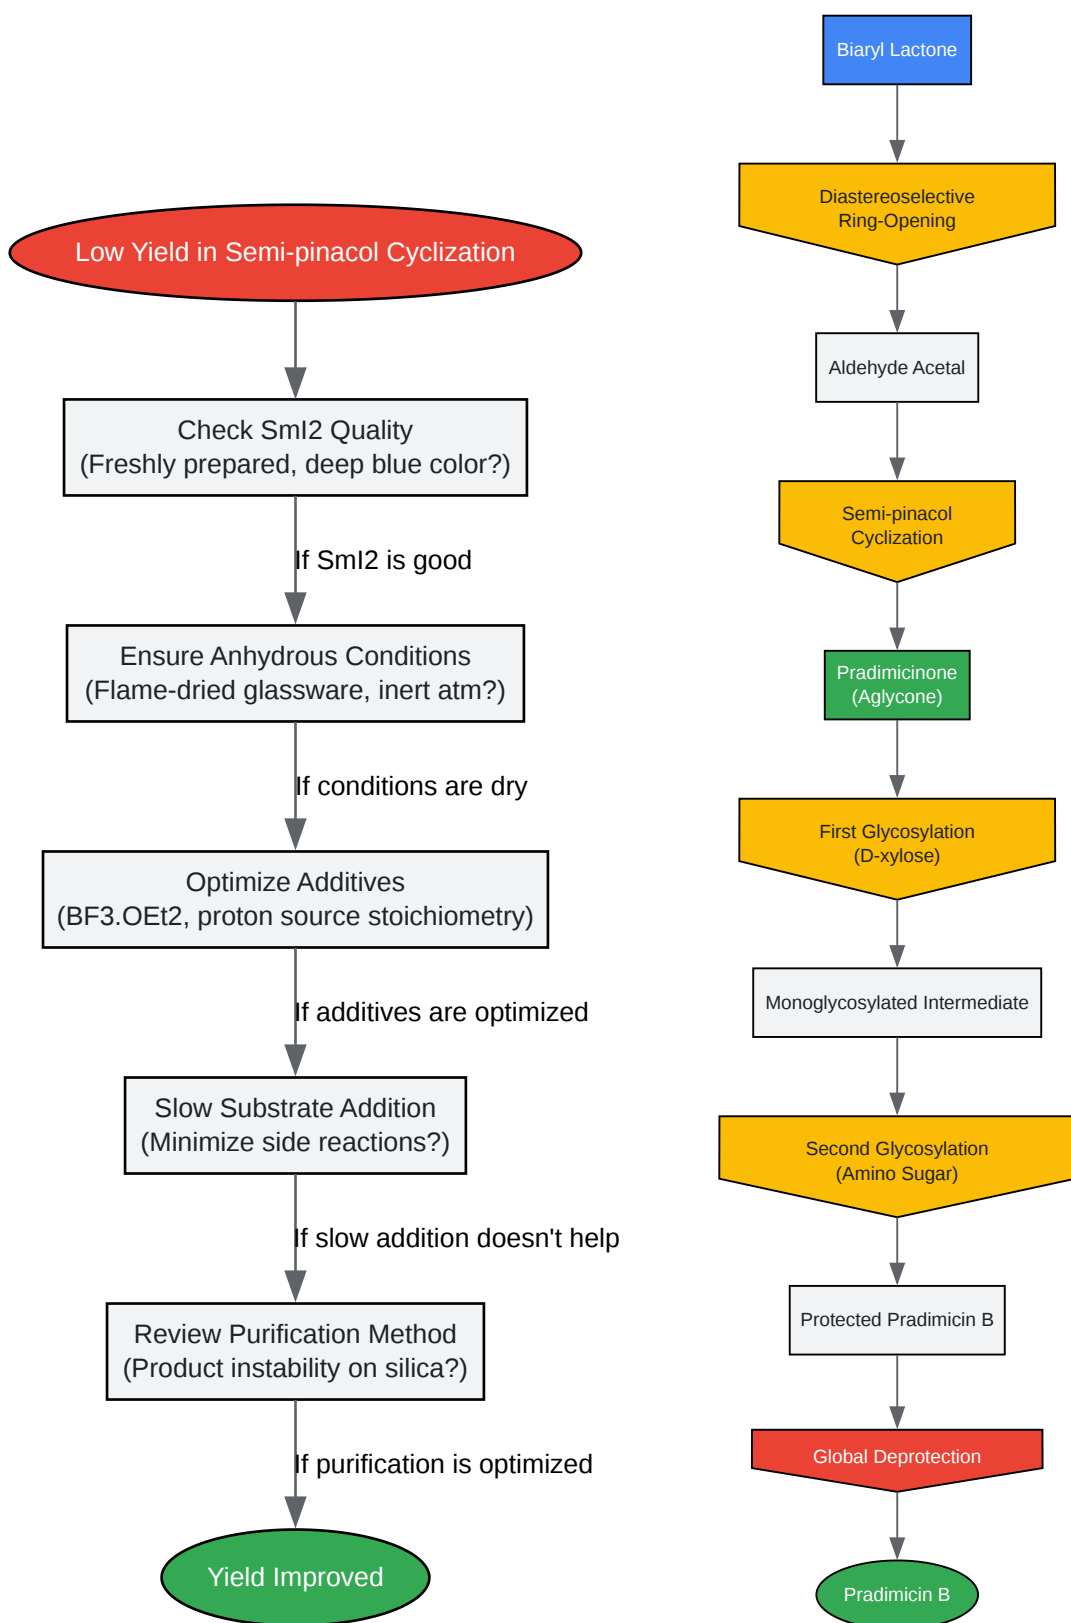 Low Yield in Semi-pinacol Cyclization
Check SmI2 Quality
(Freshly prepared, deep blue color?)
If SmI2 is good
Ensure Anhydrous Conditions
(Flame-dried glassware, inert atm?)
If conditions are dry
Optimize Additives
(BF3.OEt2, proton source stoichiometry)
If additives are optimized
Slow Substrate Addition
(Minimize side reactions?)
If slow addition doesn't help
Review Purification Method
(Product instability on silica?)
If purification is optimized
Yield Improved
Biaryl Lactone
Diastereoselective
Ring-Opening
Aldehyde Acetal
Semi-pinacol
Cyclization
Pradimicinone
(Aglycone)
First Glycosylation
(D-xylose)
Monoglycosylated Intermediate
Second Glycosylation
(Amino Sugar)
Protected Pradimicin B
Global Deprotection
Pradimicin B